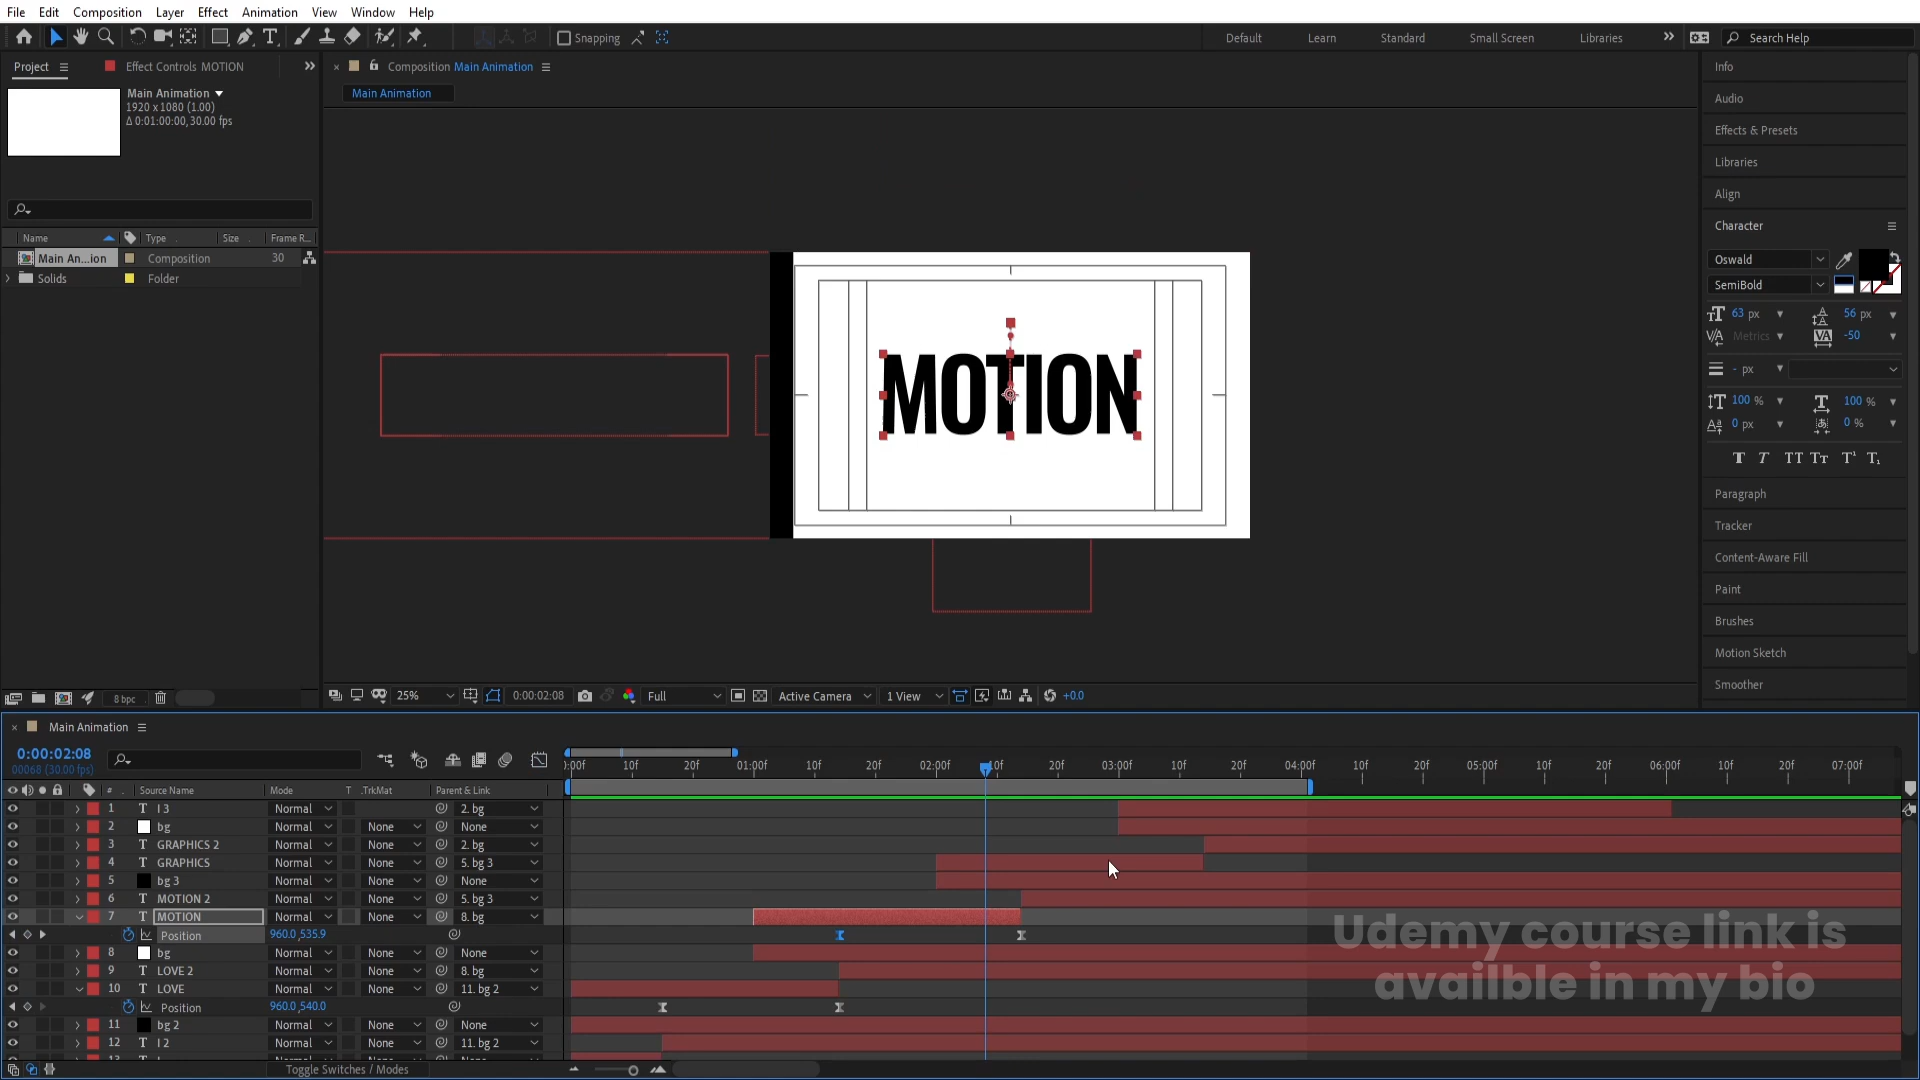 File Edit Composition Layer Effect Animation View Window Help
Snapping
Default Learn Standard Small Screen Libraries
Search Help
Project
Effect Controls MOTION
Composition Main Animation
Main Animation
Main Animation
1920 x 1080 (1.00)
Δ 0:01:00:00, 30.00 fps
Name Type Size Frame R...
Main An...ion Composition 30
Solids Folder
MOTION
Info
Audio
Effects & Presets
Libraries
Align
Character
Oswald
SemiBold
63 px 56 px
Metrics -50
- px
100 % 100 %
0 px 0 %
Paragraph
Tracker
Content-Aware Fill
Paint
Brushes
Motion Sketch
Smoother
8 bpc
25% 0:00:02:08 Full Active Camera 1 View +0.0
Main Animation
0:00:02:08
00068 (30.00 fps)
:00f 10f 20f 01:00f 10f 20f 02:00f 10f 20f 03:00f 10f 20f 04:00f 10f 20f 05:00f 10f 20f 06:00f 10f 20f 07:00f
# Source Name Mode T .TrkMat Parent & Link
1 T I 3 Normal 2. bg
2 bg Normal None None
3 T GRAPHICS 2 Normal None 2. bg
4 T GRAPHICS Normal None 5. bg 3
5 bg 3 Normal None None
6 T MOTION 2 Normal None 5. bg 3
7 T MOTION Normal None 8. bg
Position 960.0,535.9
8 bg Normal None None
9 T LOVE 2 Normal None 8. bg
10 T LOVE Normal None 11. bg 2
Position 960.0,540.0
11 bg 2 Normal None None
12 T I 2 Normal None 11. bg 2
Toggle Switches / Modes
Udemy course link is
availble in my bio